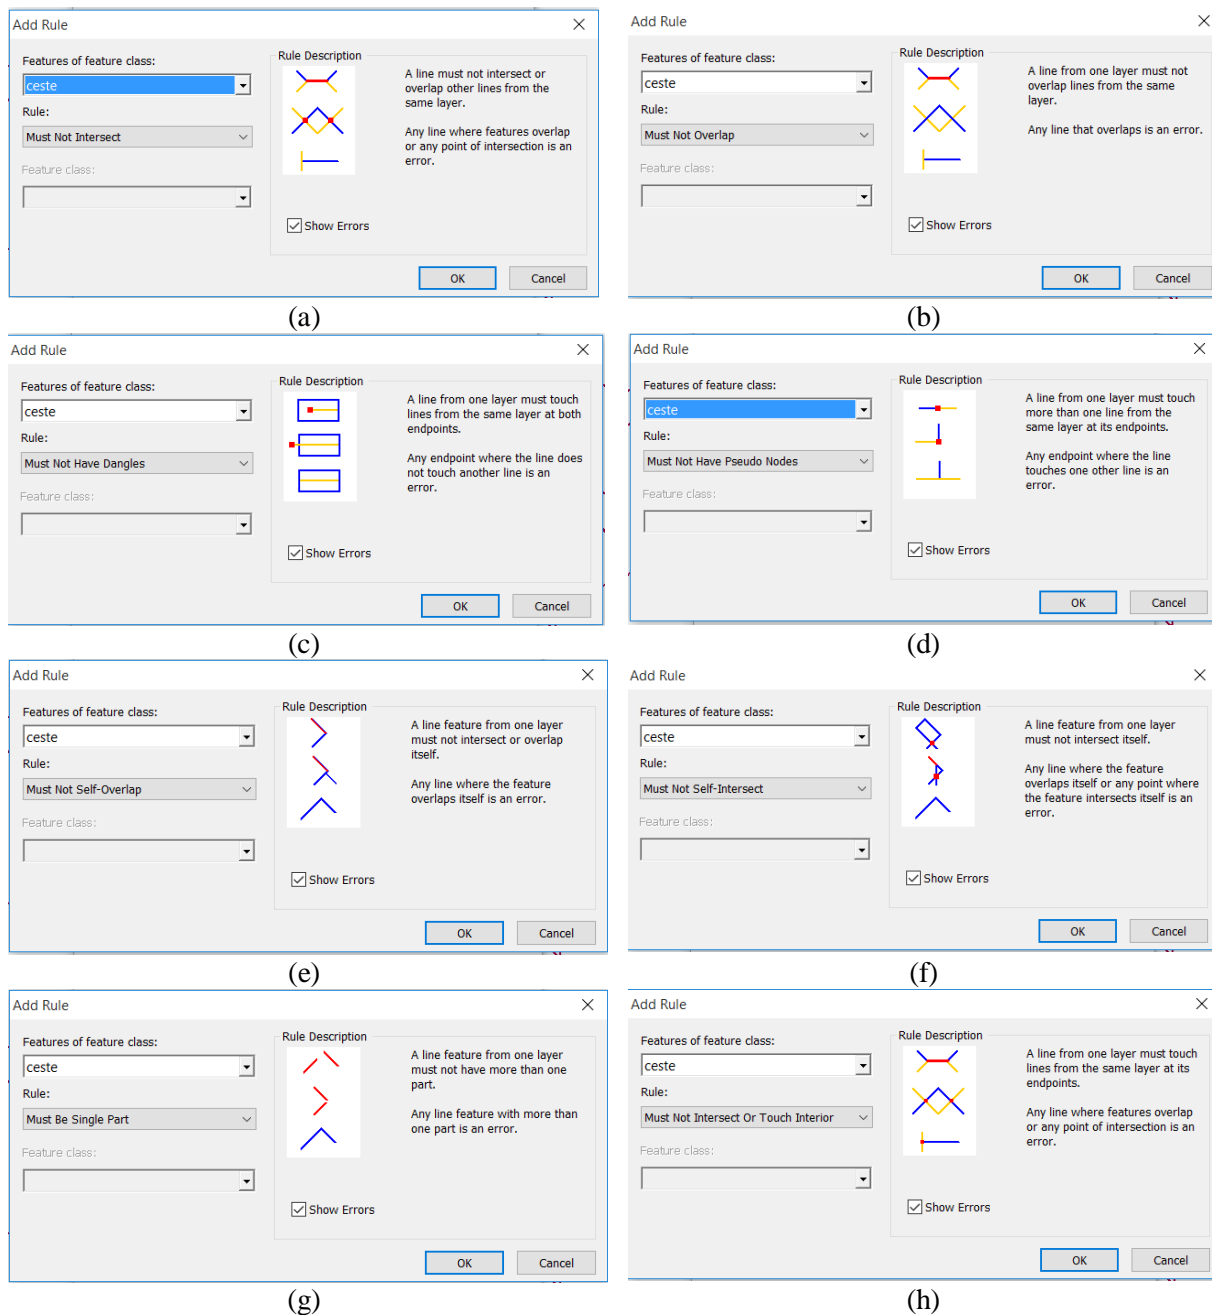 Add Rule
Features of feature class:
ceste
Rule:
Must Not Intersect
Feature class:
Rule Description
A line must not intersect or
overlap other lines from the
same layer.
Any line where features overlap
or any point of intersection is an
error.
Show Errors
OK
Cancel
(a)
Add Rule
Features of feature class:
ceste
Rule:
Must Not Overlap
Feature class:
Rule Description
A line from one layer must not
overlap lines from the same
layer.
Any line that overlaps is an error.
Show Errors
OK
Cancel
(b)
Add Rule
Features of feature class:
ceste
Rule:
Must Not Have Dangles
Feature class:
Rule Description
A line from one layer must touch
lines from the same layer at both
endpoints.
Any endpoint where the line does
not touch another line is an
error.
Show Errors
OK
Cancel
(c)
Add Rule
Features of feature class:
ceste
Rule:
Must Not Have Pseudo Nodes
Feature class:
Rule Description
A line from one layer must touch
more than one line from the
same layer at its endpoints.
Any endpoint where the line
touches one other line is an
error.
Show Errors
OK
Cancel
(d)
Add Rule
Features of feature class:
ceste
Rule:
Must Not Self-Overlap
Feature class:
Rule Description
A line feature from one layer
must not intersect or overlap
itself.
Any line where the feature
overlaps itself is an error.
Show Errors
OK
Cancel
(e)
Add Rule
Features of feature class:
ceste
Rule:
Must Not Self-Intersect
Feature class:
Rule Description
A line feature from one layer
must not intersect itself.
Any line where the feature
overlaps itself or any point where
the feature intersects itself is an
error.
Show Errors
OK
Cancel
(f)
Add Rule
Features of feature class:
ceste
Rule:
Must Be Single Part
Feature class:
Rule Description
A line feature from one layer
must not have more than one
part.
Any line feature with more than
one part is an error.
Show Errors
OK
Cancel
(g)
Add Rule
Features of feature class:
ceste
Rule:
Must Not Intersect Or Touch Interior
Feature class:
Rule Description
A line from one layer must touch
lines from the same layer at its
endpoints.
Any line where features overlap
or any point of intersection is an
error.
Show Errors
OK
Cancel
(h)